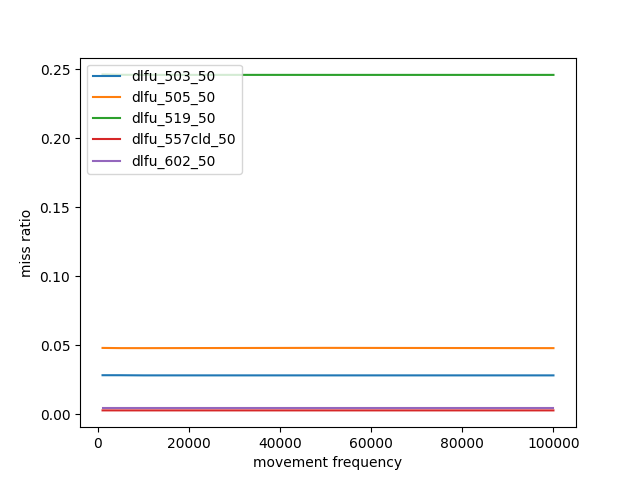 0.25
0.20
0.15
0.10
0.05
0.00
miss ratio
dlfu_503_50
dlfu_505_50
dlfu_519_50
dlfu_557cld_50
dlfu_602_50
0 20000 40000 60000 80000 100000
movement frequency